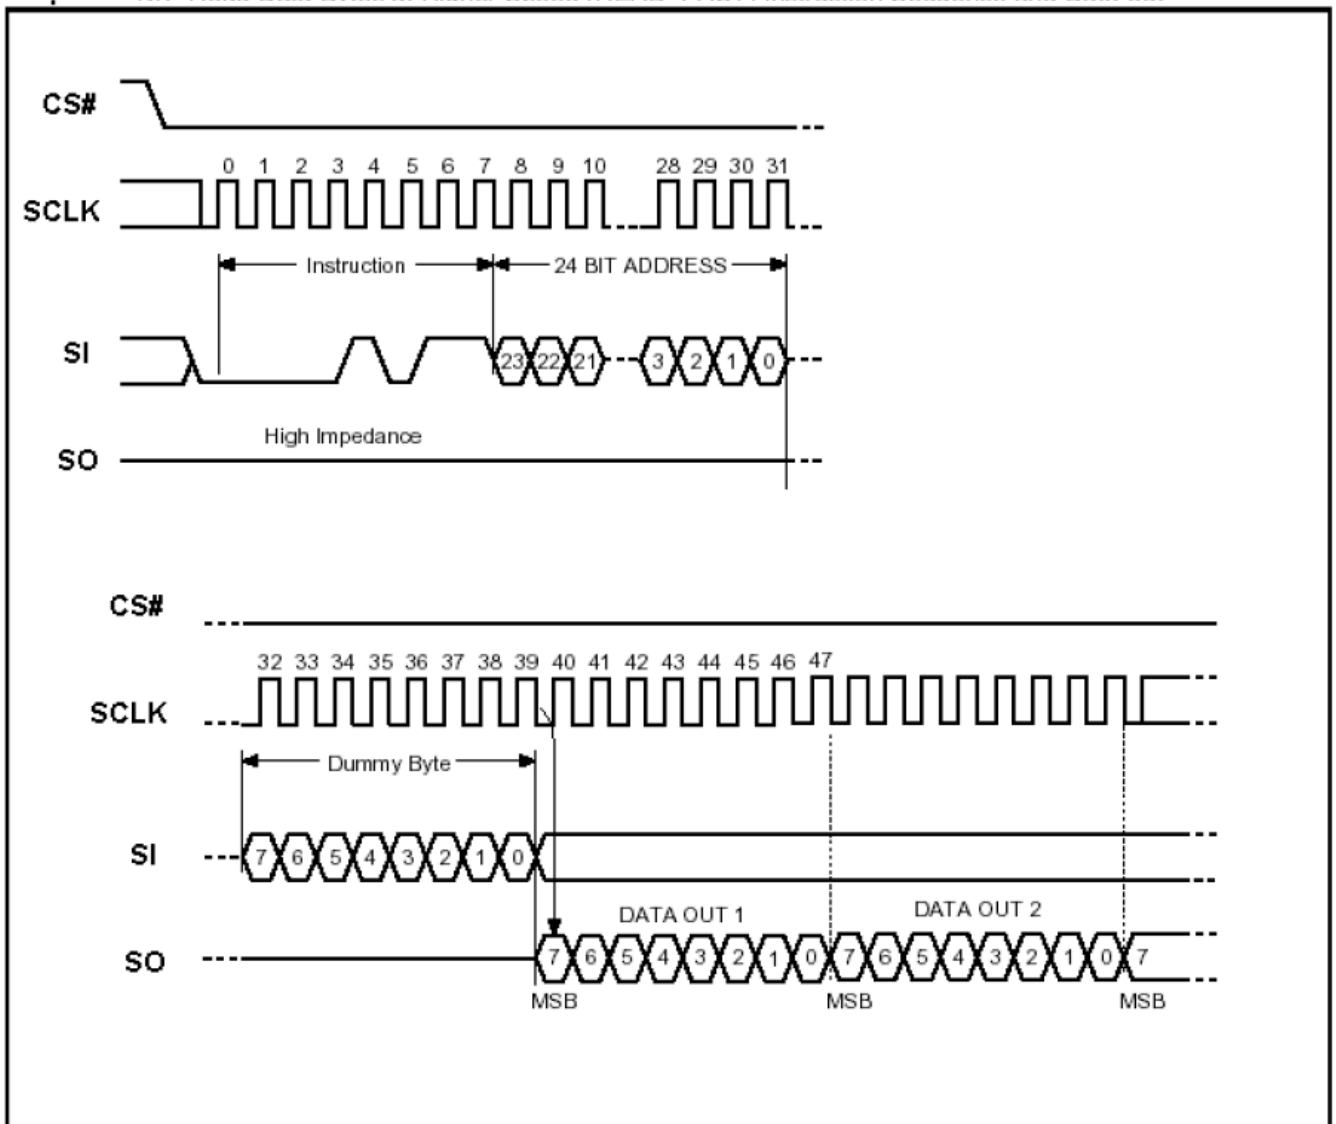 CS#
0 1 2 3 4 5 6 7 8 9 10 28 29 30 31
SCLK
Instruction 24 BIT ADDRESS
SI 23 22 21 3 2 1 0
High Impedance
SO
CS#
32 33 34 35 36 37 38 39 40 41 42 43 44 45 46 47
SCLK
Dummy Byte
SI 7 6 5 4 3 2 1 0
DATA OUT 1 DATA OUT 2
SO 7 6 5 4 3 2 1 0 7 6 5 4 3 2 1 0 7
MSB MSB MSB